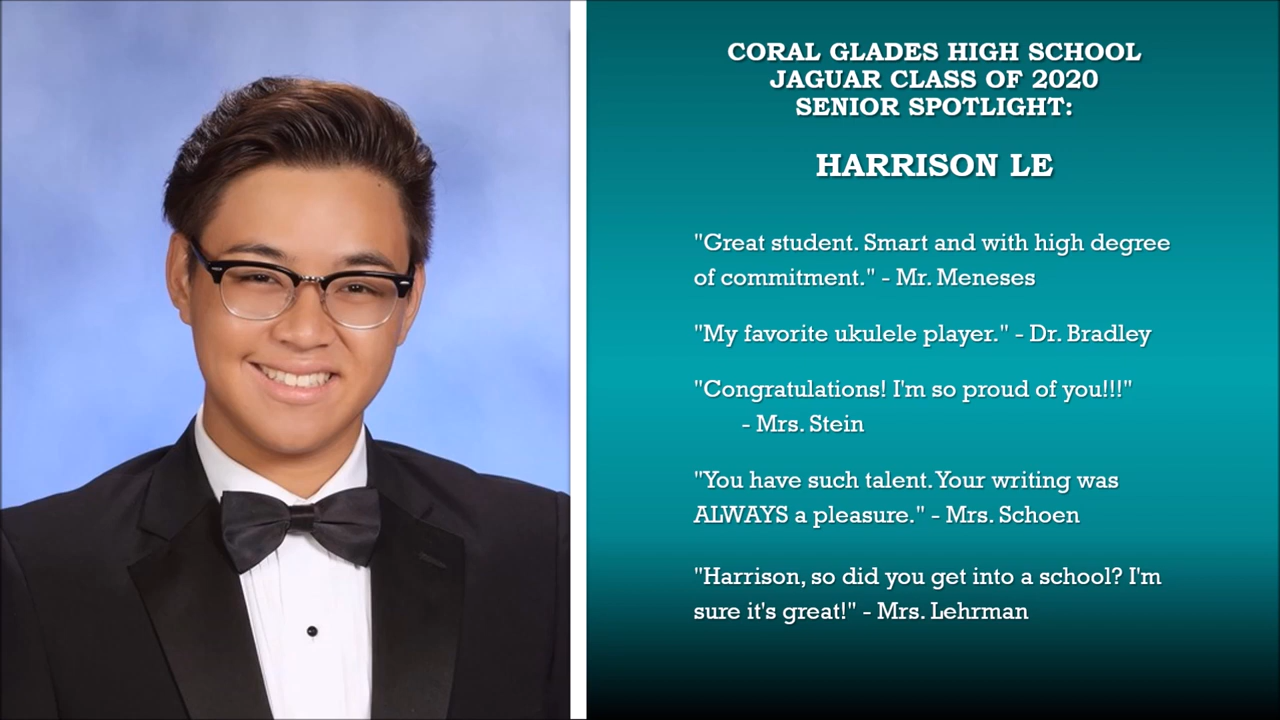 CORAL GLADES HIGH SCHOOL
JAGUAR CLASS OF 2020
SENIOR SPOTLIGHT:
HARRISON LE
"Great student. Smart and with high degree
of commitment." - Mr. Meneses
"My favorite ukulele player." - Dr. Bradley
"Congratulations! I'm so proud of you!!!"
- Mrs. Stein
"You have such talent. Your writing was
ALWAYS a pleasure." - Mrs. Schoen
"Harrison, so did you get into a school? I'm
sure it's great!" - Mrs. Lehrman